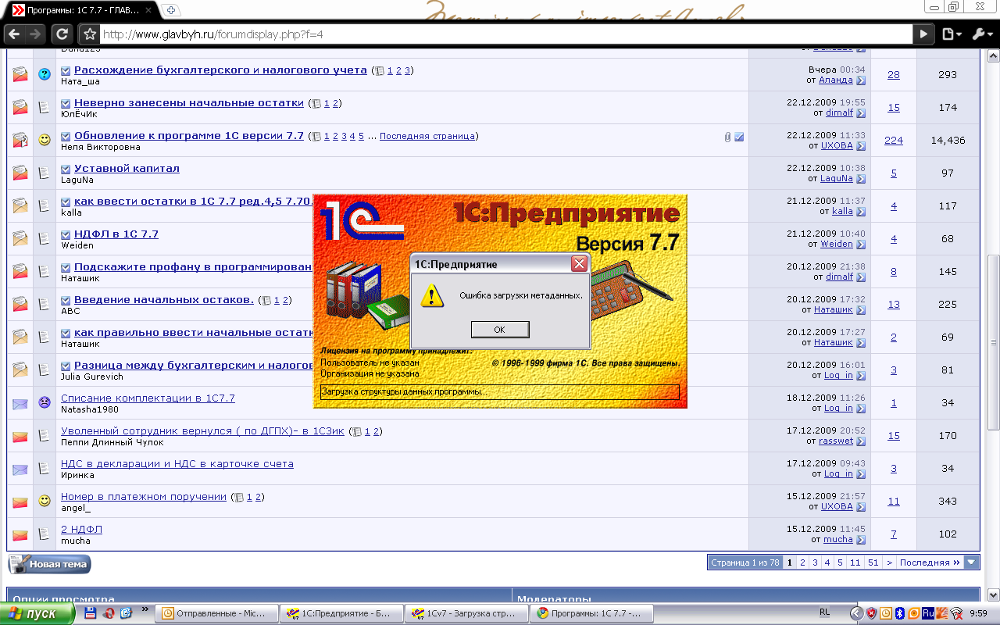 Программы: 1С 7.7 - ГЛАВ...
http://www.glavbyh.ru/forumdisplay.php?f=4
Расхождение бухгалтерского и налогового учета ( 1 2 3)
Ната_ша
Вчера 00:34
от Аланда
28
293
Неверно занесены начальные остатки ( 1 2)
ЮлЁчИк
22.12.2009 19:55
от dimalf
15
174
Обновление к программе 1С версии 7.7 ( 1 2 3 4 5 ... Последняя страница)
Неля Викторовна
22.12.2009 11:33
от UXOBA
224
14,436
Уставной капитал
LaguNa
22.12.2009 10:38
от LaguNa
5
97
как ввести остатки в 1С 7.7 ред.4,5 7.70.
kalla
21.12.2009 11:37
от kalla
4
117
НДФЛ в 1С 7.7
Weiden
21.12.2009 10:40
от Weiden
4
68
Подскажите профану в программирован
Наташик
20.12.2009 21:38
от dimalf
8
145
Введение начальных остаков. ( 1 2)
ABC
20.12.2009 17:32
от Наташик
13
225
как правильно ввести начальные остатк
Наташик
20.12.2009 17:27
от Наташик
2
69
Разница между бухгалтерским и налогов
Julia Gurevich
20.12.2009 16:01
от Log_in
3
81
Списание комплектации в 1С7.7
Natasha1980
18.12.2009 11:26
от Log_in
1
34
Уволенный сотрудник вернулся ( по ДГПХ)- в 1СЗик ( 1 2)
Пеппи Длинный Чулок
17.12.2009 20:52
от rasswet
15
170
НДС в декларации и НДС в карточке счета
Иринка
17.12.2009 09:43
от Log_in
3
34
Номер в платежном поручении ( 1 2)
angel_
15.12.2009 21:57
от UXOBA
11
343
2 НДФЛ
mucha
15.12.2009 11:45
от mucha
7
102
1С
1С:Предприятие
Версия 7.7
1С:Предприятие
Ошибка загрузки метаданных.
OK
Лицензия на программу принадлежит:
Пользователь не указан
Организация не указана
© 1996-1999 фирма 1С. Все права защищены.
Загрузка структуры данных программы...
Новая тема
Страница 1 из 78 1 2 3 4 5 11 51 > Последняя »
Опции просмотра
Модераторы
пуск
»
Отправленные - Mic...
1С:Предприятие - Б...
1Cv7 - Загрузка стр...
Программы: 1С 7.7 -...
RL
Ru
9:59